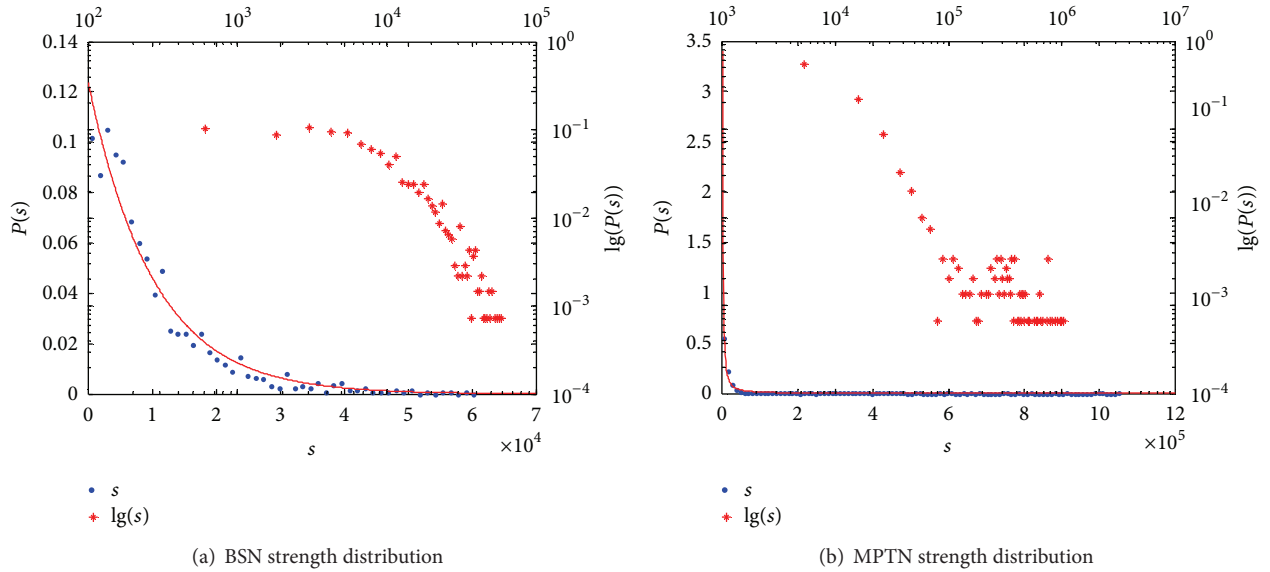 10^2 10^3 10^4 10^5
0.14
0.12
0.1
0.08
0.06
0.04
0.02
0
P(s)
10^0
10^-1
10^-2
10^-3
10^-4
lg(P(s))
0 1 2 3 4 5 6 70
s
×10^4
s
lg(s)
(a) BSN strength distribution
10^3 10^4 10^5 10^6 10^7
3.5
3
2.5
2
1.5
1
0.5
0
P(s)
10^0
10^-1
10^-2
10^-3
10^-4
lg(P(s))
0 2 4 6 8 10 12
s
×10^5
s
lg(s)
(b) MPTN strength distribution